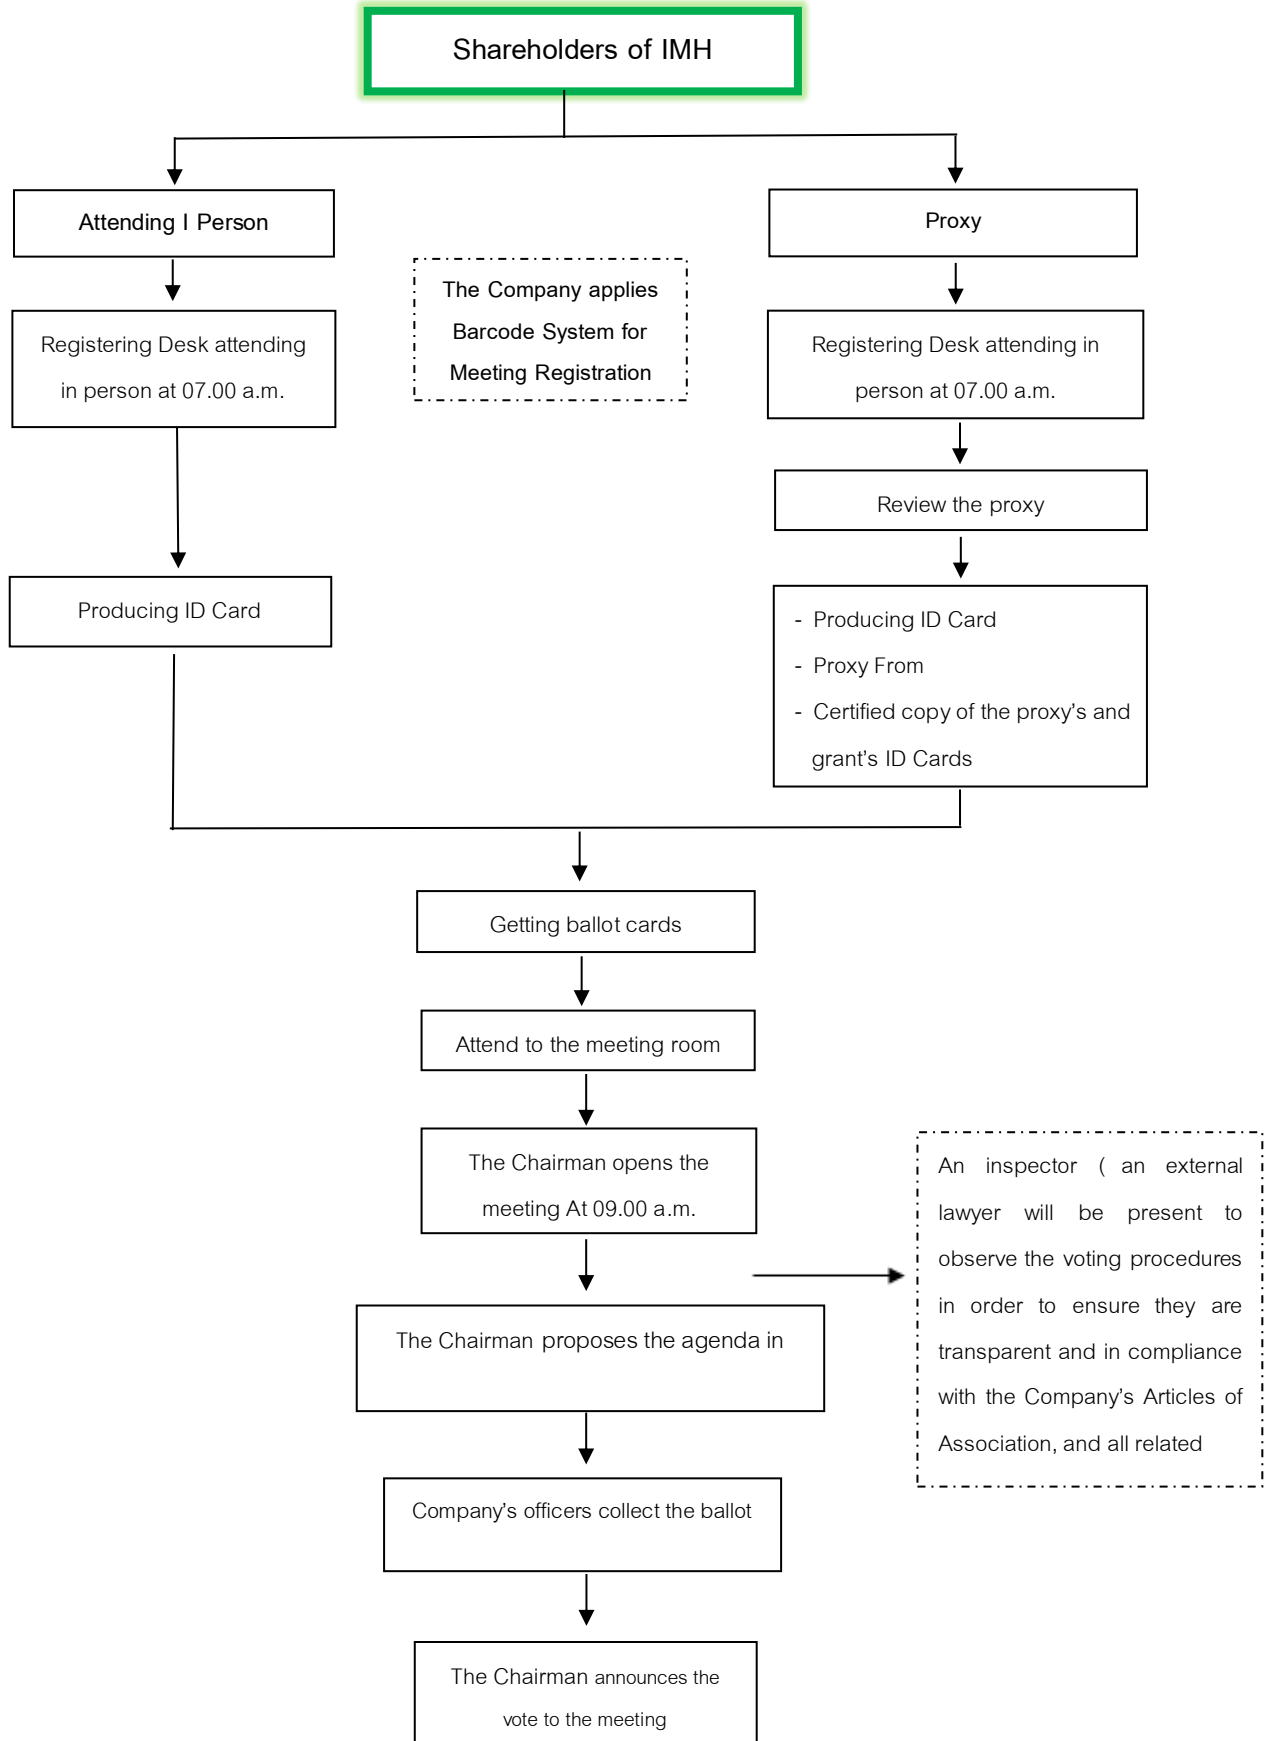 Shareholders of IMH
Attending I Person
Proxy
The Company applies
Barcode System for
Meeting Registration
Registering Desk attending
in person at 07.00 a.m.
Registering Desk attending in
person at 07.00 a.m.
Review the proxy
Producing ID Card
- Producing ID Card
- Proxy From
- Certified copy of the proxy’s and
grant’s ID Cards
Getting ballot cards
Attend to the meeting room
The Chairman opens the
meeting At 09.00 a.m.
An inspector ( an external
lawyer will be present to
observe the voting procedures
in order to ensure they are
transparent and in compliance
with the Company’s Articles of
Association, and all related
The Chairman proposes the agenda in
Company’s officers collect the ballot
The Chairman announces the
vote to the meeting